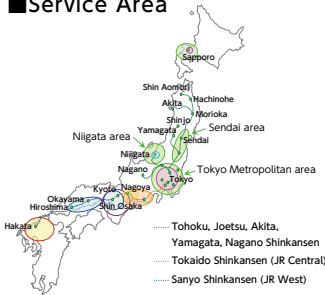 ■Service Area
Sapporo
Shin Aomori
Hachinohe
Akita
Morioka
Shinjo
Yamagata
Sendai area
Niigata area
Sendai
Niigata
Nagano
Tokyo Metropolitan area
Tokyo
Kyoto
Nagoya
Okayama
Hiroshima
Shin Osaka
Hakata
Tohoku, Joetsu, Akita,
Yamagata, Nagano Shinkansen
Tokaido Shinkansen (JR Central)
Sanyo Shinkansen (JR West)